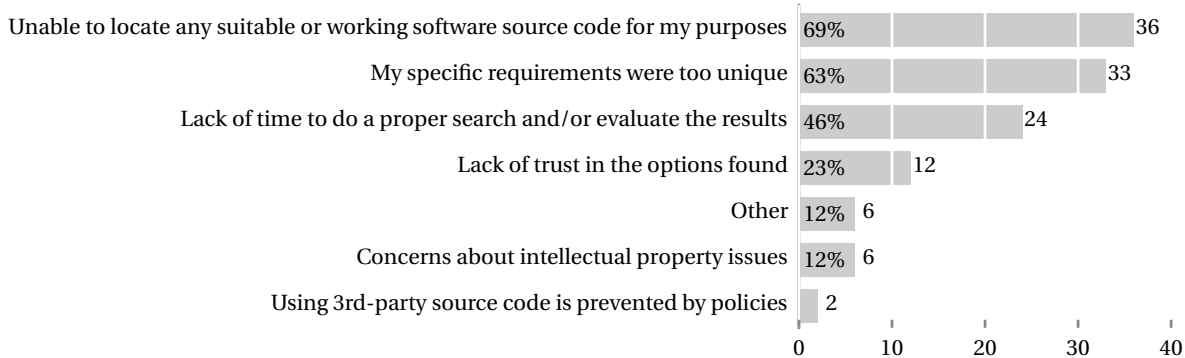 Unable to locate any suitable or working software source code for my purposes 69% 36
My specific requirements were too unique 63% 33
Lack of time to do a proper search and/or evaluate the results 46% 24
Lack of trust in the options found 23% 12
Other 12% 6
Concerns about intellectual property issues 12% 6
Using 3rd-party source code is prevented by policies 2
0 10 20 30 40